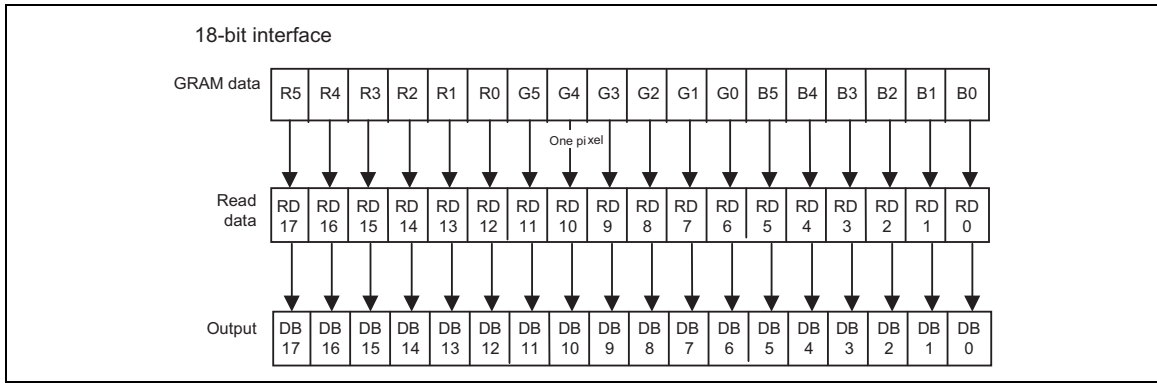 18-bit interface
GRAM data R5 R4 R3 R2 R1 R0 G5 G4 G3 G2 G1 G0 B5 B4 B3 B2 B1 B0
One pixel
Read data RD 17 RD 16 RD 15 RD 14 RD 13 RD 12 RD 11 RD 10 RD 9 RD 8 RD 7 RD 6 RD 5 RD 4 RD 3 RD 2 RD 1 RD 0
Output DB 17 DB 16 DB 15 DB 14 DB 13 DB 12 DB 11 DB 10 DB 9 DB 8 DB 7 DB 6 DB 5 DB 4 DB 3 DB 2 DB 1 DB 0